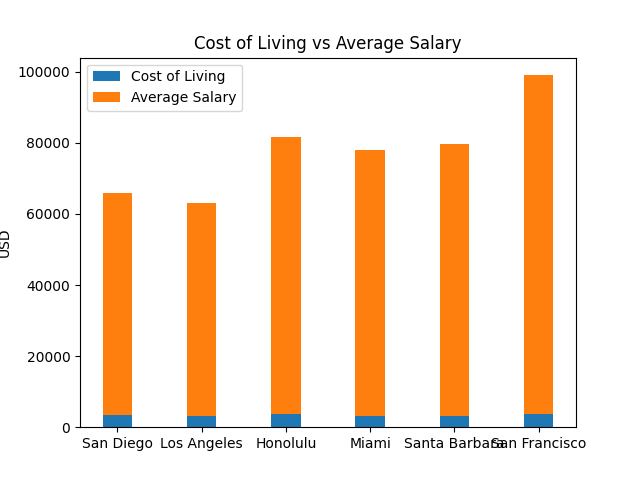 Cost of Living vs Average Salary
Cost of Living
Average Salary
USD
100000
80000
60000
40000
20000
0
San Diego
Los Angeles
Honolulu
Miami
Santa Barbara
San Francisco